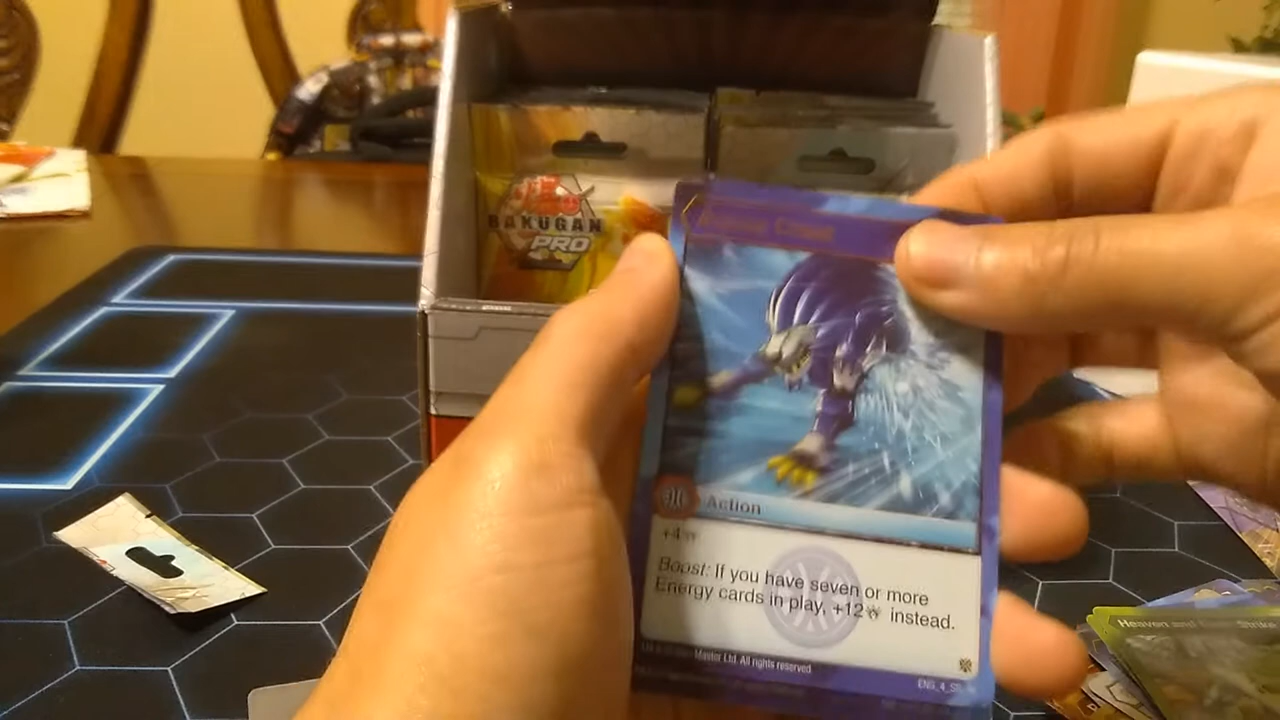 BAKUGAN
PRO
Action
+4
Boost: If you have seven or more
Energy cards in play, +12 instead.
Master Ltd. All rights reserved.
ENG_4_
Heaven and
Strike